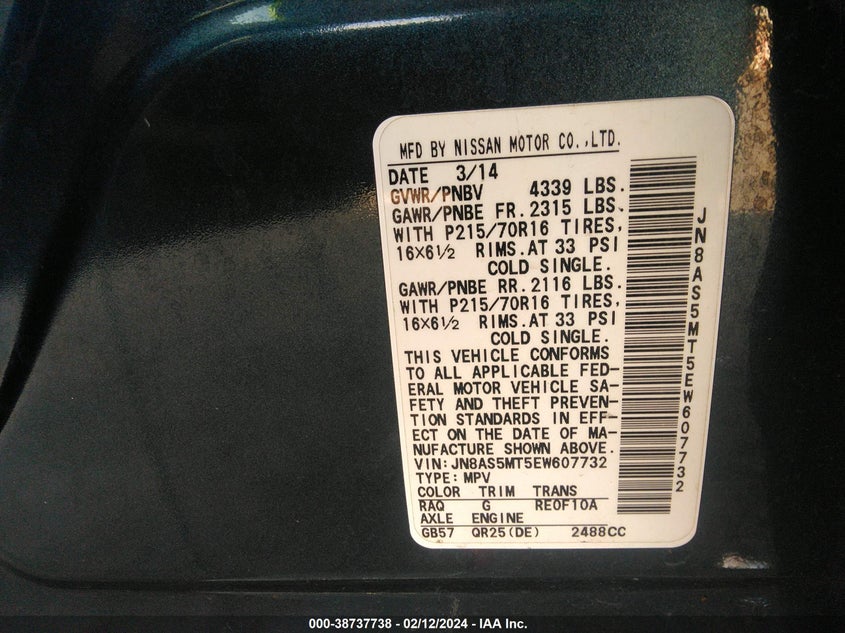 MFD BY NISSAN MOTOR CO.,LTD.
DATE 3/14
GVWR/PNBV 4339 LBS.
GAWR/PNBE FR. 2315 LBS.
WITH P215/70R16 TIRES,
16×6½ RIMS. AT 33 PSI
COLD SINGLE.
GAWR/PNBE RR. 2116 LBS.
WITH P215/70R16 TIRES,
16×6½ RIMS. AT 33 PSI
COLD SINGLE.
THIS VEHICLE CONFORMS
TO ALL APPLICABLE FED-
ERAL MOTOR VEHICLE SA-
FETY AND THEFT PREVEN-
TION STANDARDS IN EFF-
ECT ON THE DATE OF MA-
NUFACTURE SHOWN ABOVE.
VIN: JN8AS5MT5EW607732
TYPE: MPV
COLOR TRIM TRANS
RAQ G RE0F10A
AXLE ENGINE
GB57 QR25(DE) 2488CC
JN8AS5MT5EW607732
000-38737738 - 02/12/2024 - IAA Inc.